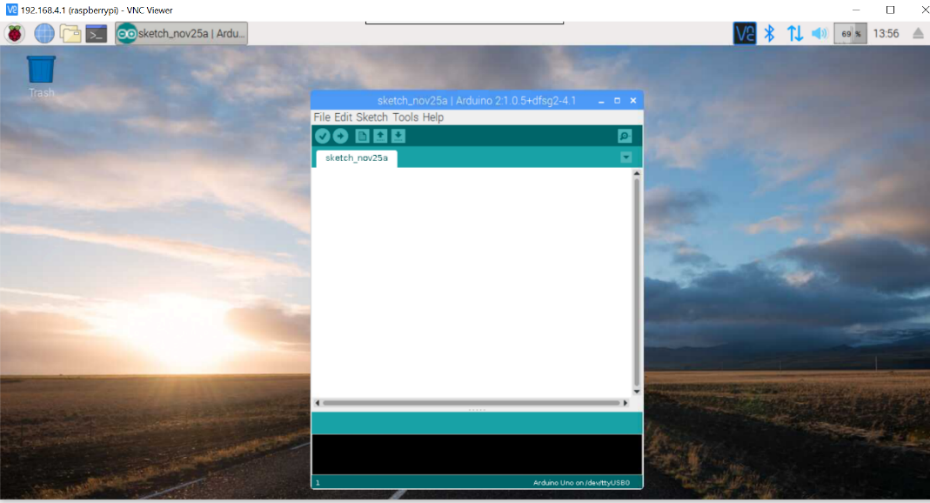 192.168.4.1 (raspberrypi) - VNC Viewer
sketch_nov25a | Ardu...
69 %
13:56
Trash
sketch_nov25a | Arduino 2:1.0.5+dfsg2-4.1
File Edit Sketch Tools Help
sketch_nov25a
1
Arduino Uno on /dev/ttyUSB0